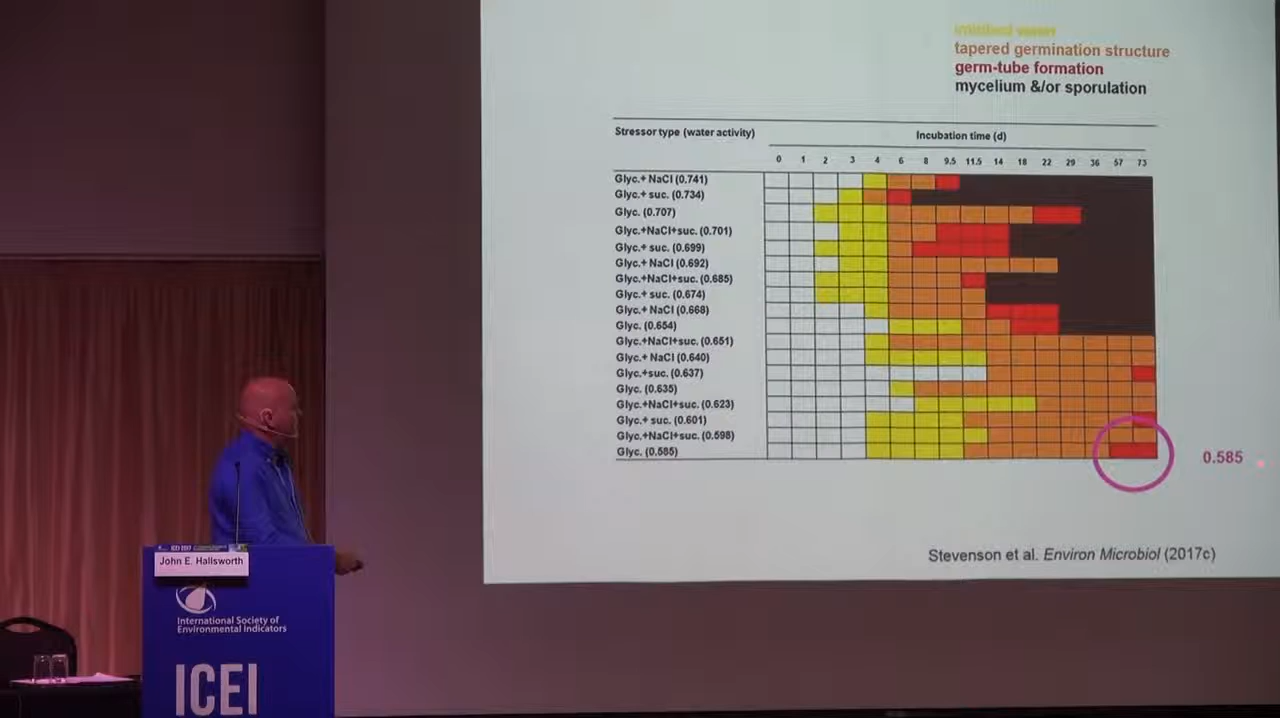 tapered germination structure
germ-tube formation
mycelium &/or sporulation
Stressor type (water activity)
Incubation time (d)
0 1 2 3 4 6 8 9.5 11.5 14 18 22 29 36 57 73
Glyc.+ NaCl (0.741)
Glyc.+ suc. (0.734)
Glyc. (0.707)
Glyc.+NaCl+suc. (0.701)
Glyc.+ suc. (0.699)
Glyc.+ NaCl (0.692)
Glyc.+NaCl+suc. (0.685)
Glyc.+ suc. (0.674)
Glyc.+ NaCl (0.668)
Glyc. (0.654)
Glyc.+NaCl+suc. (0.651)
Glyc.+ NaCl (0.640)
Glyc.+suc. (0.637)
Glyc. (0.635)
Glyc.+NaCl+suc. (0.623)
Glyc.+ suc. (0.601)
Glyc.+NaCl+suc. (0.598)
Glyc. (0.585)
0.585
Stevenson et al. Environ Microbiol (2017c)
John E. Hallsworth
International Society of
Environmental Indicators
ICEI